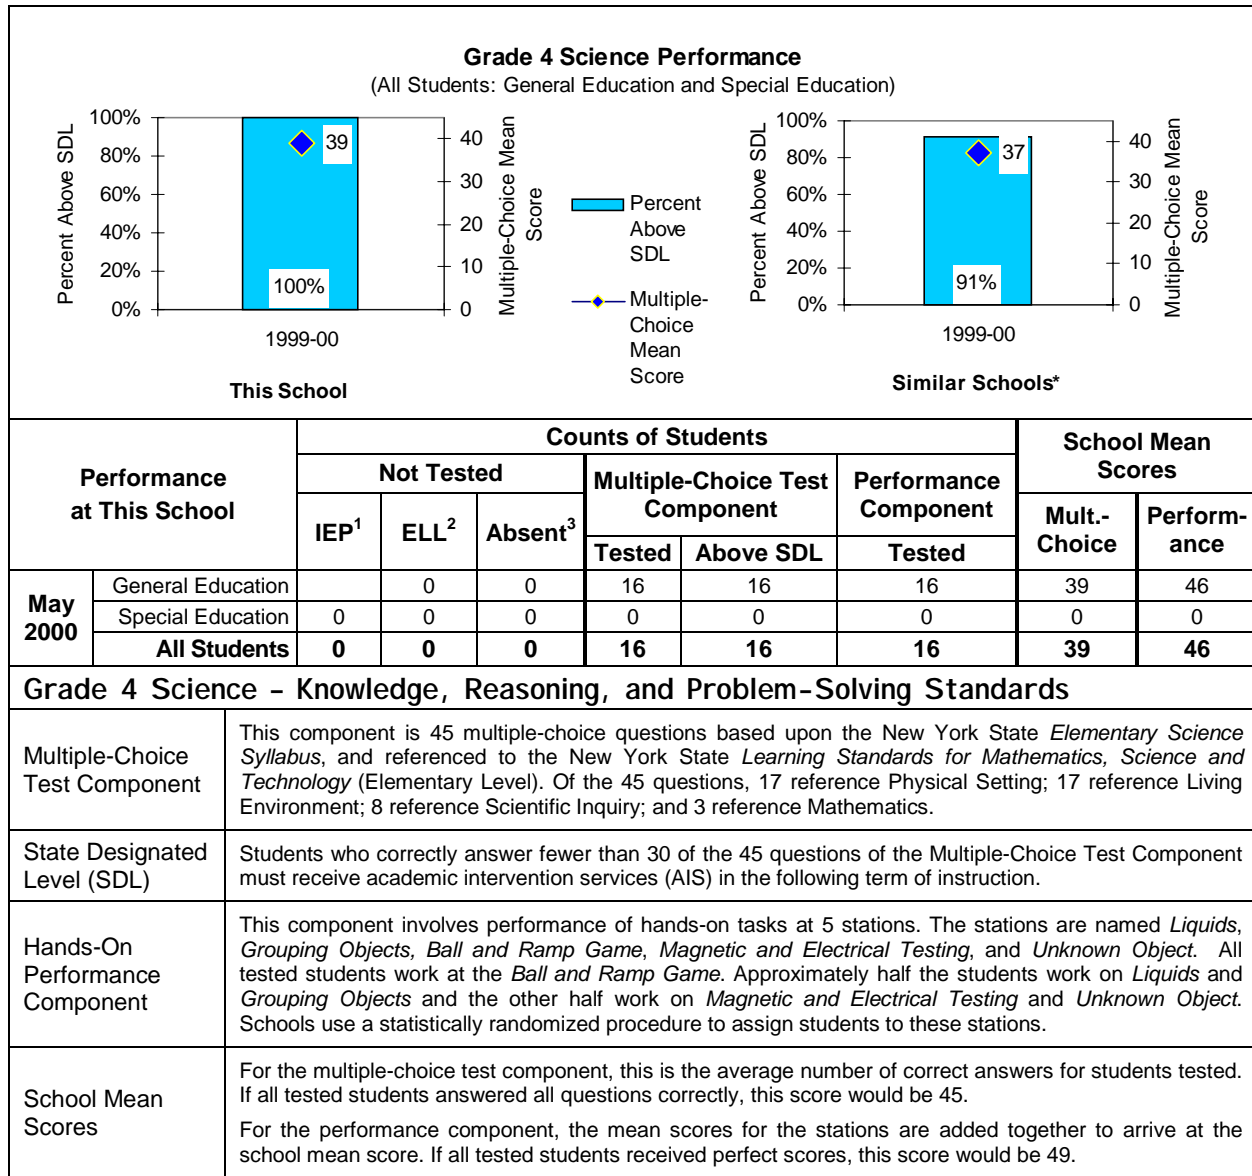 Grade 4 Science Performance
(All Students: General Education and Special Education)
Percent Above SDL
100%
80%
60%
40%
20%
0%
39
100%
40
30
20
10
0
Multiple-Choice Mean
Score
1999-00
This School
Percent
Above
SDL
Multiple-
Choice
Mean
Score
Percent Above SDL
100%
80%
60%
40%
20%
0%
37
91%
40
30
20
10
0
Multiple-Choice Mean
Score
1999-00
Similar Schools*
Performance
at This School
Counts of Students
School Mean
Scores
Not Tested
Multiple-Choice Test
Component
Performance
Component
IEP1
ELL2
Absent3
Mult.-
Choice
Perform-
ance
Tested
Above SDL
Tested
May
2000
General Education 0 0 16 16 16 39 46
Special Education 0 0 0 0 0 0 0 0
All Students 0 0 0 16 16 16 39 46
Grade 4 Science – Knowledge, Reasoning, and Problem-Solving Standards
Multiple-Choice
Test Component
This component is 45 multiple-choice questions based upon the New York State Elementary Science
Syllabus, and referenced to the New York State Learning Standards for Mathematics, Science and
Technology (Elementary Level). Of the 45 questions, 17 reference Physical Setting; 17 reference Living
Environment; 8 reference Scientific Inquiry; and 3 reference Mathematics.
State Designated
Level (SDL)
Students who correctly answer fewer than 30 of the 45 questions of the Multiple-Choice Test Component
must receive academic intervention services (AIS) in the following term of instruction.
Hands-On
Performance
Component
This component involves performance of hands-on tasks at 5 stations. The stations are named Liquids,
Grouping Objects, Ball and Ramp Game, Magnetic and Electrical Testing, and Unknown Object. All
tested students work at the Ball and Ramp Game. Approximately half the students work on Liquids and
Grouping Objects and the other half work on Magnetic and Electrical Testing and Unknown Object.
Schools use a statistically randomized procedure to assign students to these stations.
School Mean
Scores
For the multiple-choice test component, this is the average number of correct answers for students tested.
If all tested students answered all questions correctly, this score would be 45.
For the performance component, the mean scores for the stations are added together to arrive at the
school mean score. If all tested students received perfect scores, this score would be 49.